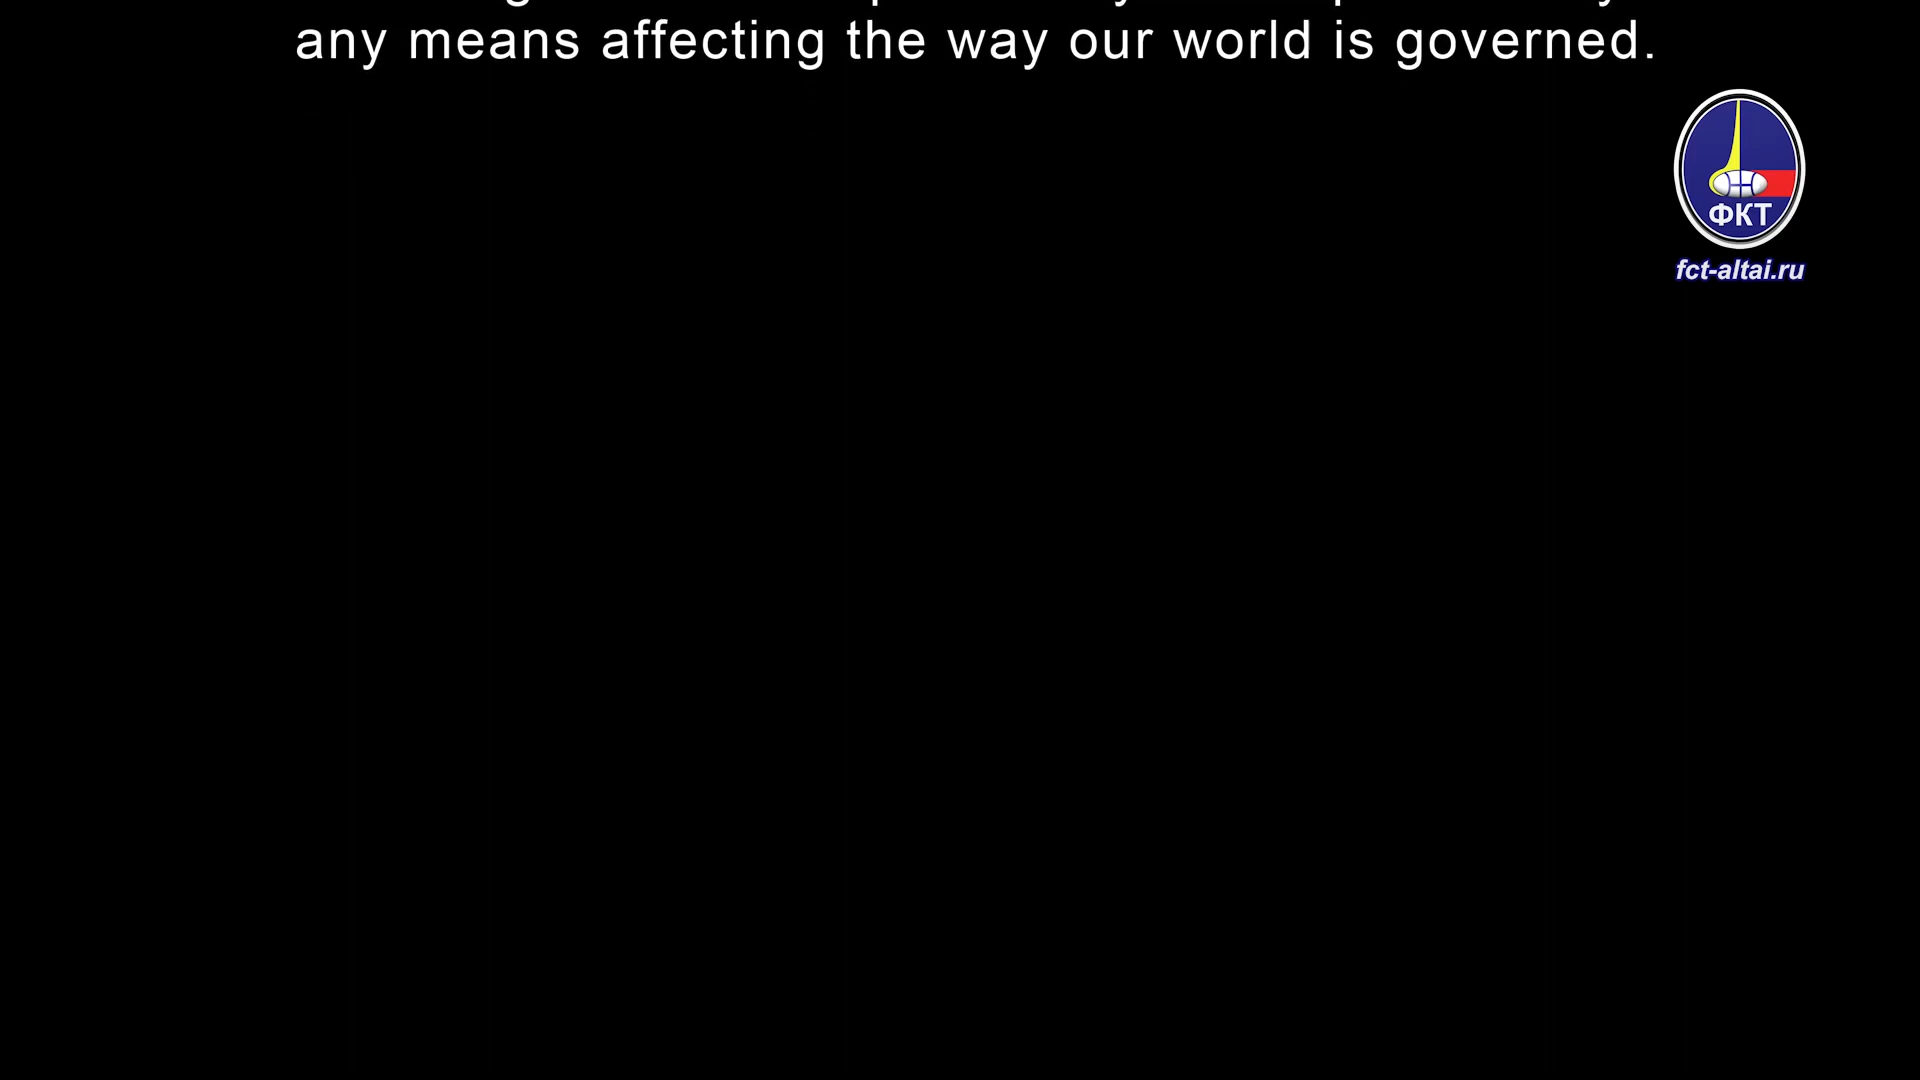 any means affecting the way our world is governed.
ФКТ
fct-altai.ru